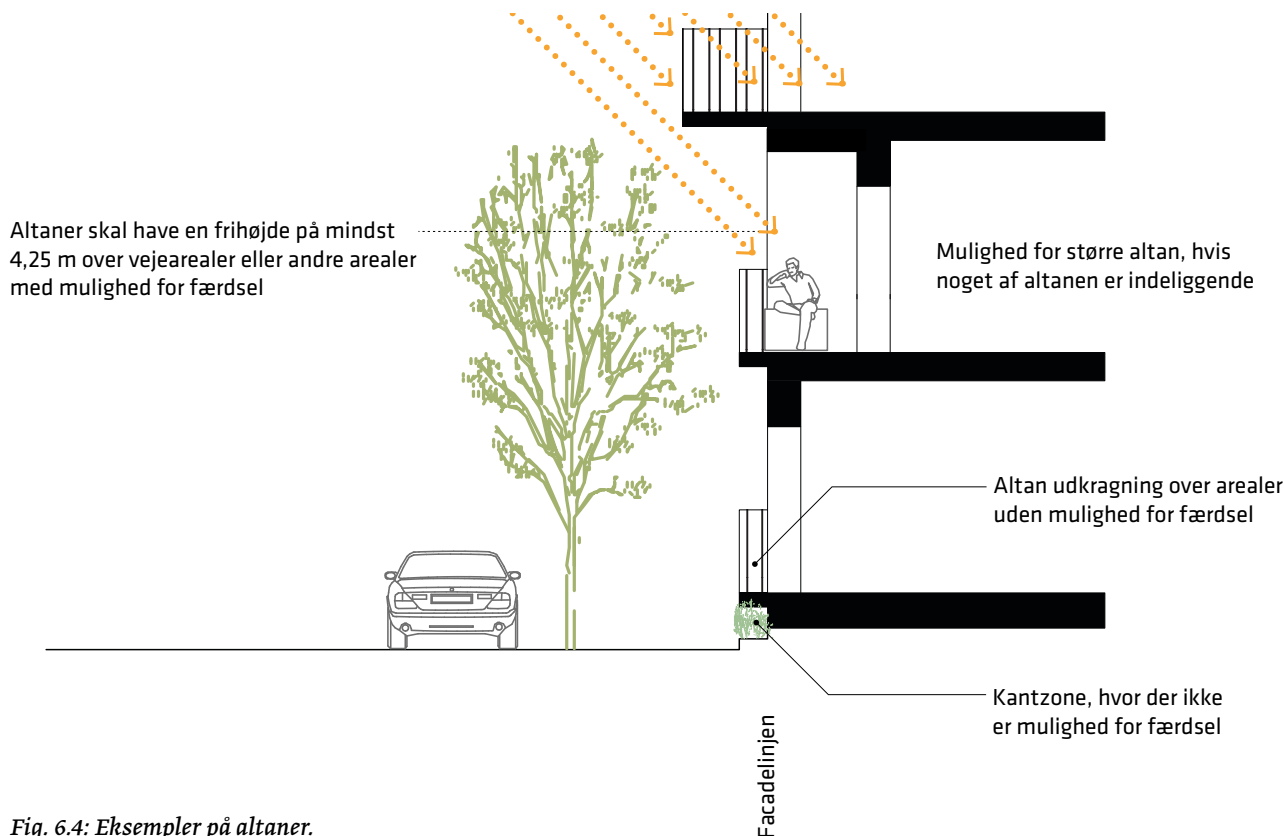 Altaner skal have en frihøjde på mindst
4,25 m over vejearealer eller andre arealer
med mulighed for færdsel
Mulighed for større altan, hvis
noget af altanen er indeliggende
Altan udkragning over arealer
uden mulighed for færdsel
Kantzone, hvor der ikke
er mulighed for færdsel
Facadelinjen
Fig. 6.4: Eksempler på altaner.